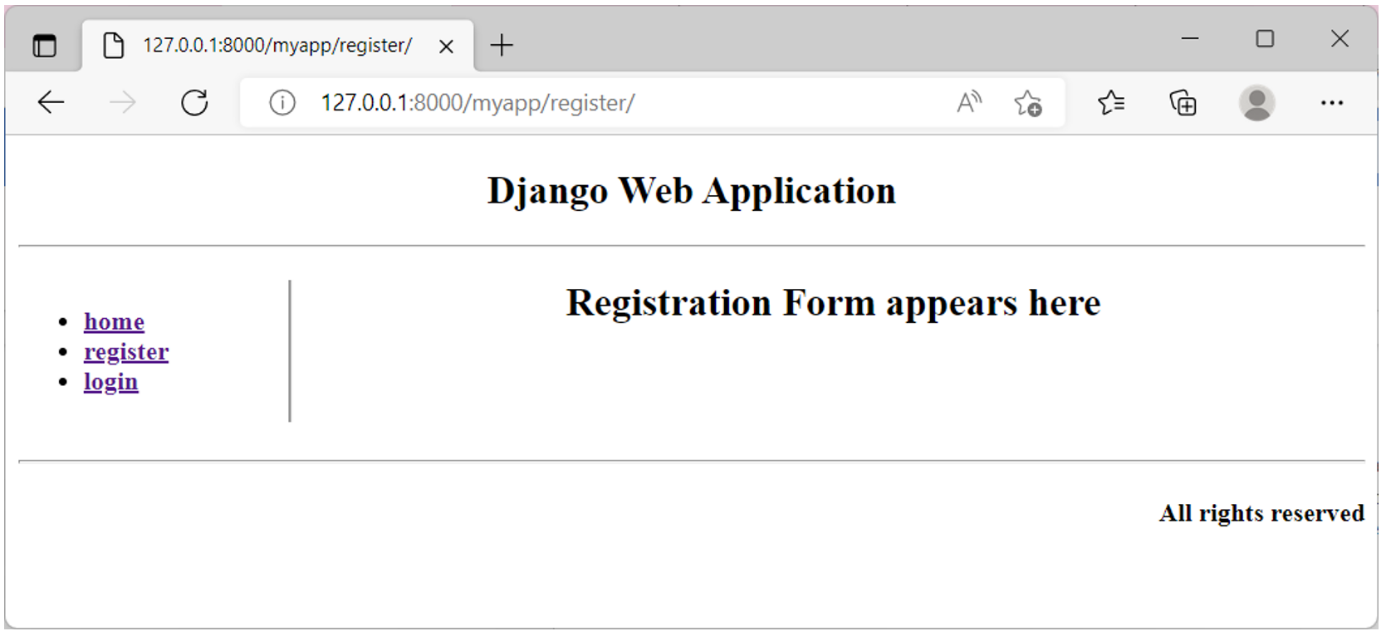 127.0.0.1:8000/myapp/register/
127.0.0.1:8000/myapp/register/
Django Web Application
home
register
login
Registration Form appears here
All rights reserved